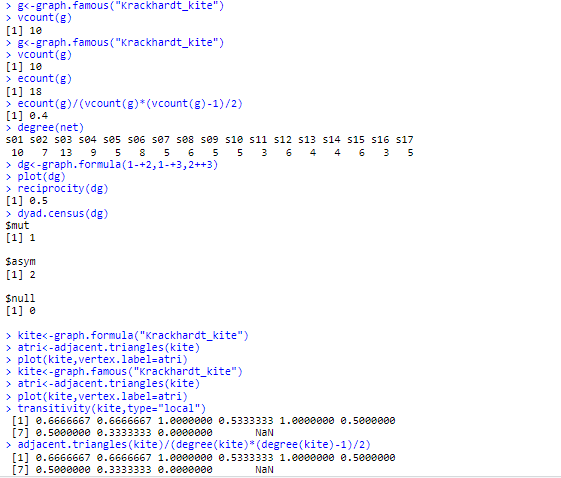 > g<-graph.famous("Krackhardt_kite")
> vcount(g)
[1] 10
> g<-graph.famous("Krackhardt_kite")
> vcount(g)
[1] 10
> ecount(g)
[1] 18
> ecount(g)/(vcount(g)*(vcount(g)-1)/2)
[1] 0.4
> degree(net)
s01 s02 s03 s04 s05 s06 s07 s08 s09 s10 s11 s12 s13 s14 s15 s16 s17
 10   7  13   9   5   8   5   6   5   5   3   6   4   4   6   3   5
> dg<-graph.formula(1-+2,1-+3,2++3)
> plot(dg)
> reciprocity(dg)
[1] 0.5
> dyad.census(dg)
$mut
[1] 1

$asym
[1] 2

$null
[1] 0

> kite<-graph.formula("Krackhardt_kite")
> atri<-adjacent.triangles(kite)
> plot(kite,vertex.label=atri)
> kite<-graph.famous("Krackhardt_kite")
> atri<-adjacent.triangles(kite)
> plot(kite,vertex.label=atri)
> transitivity(kite,type="local")
 [1] 0.6666667 0.6666667 1.0000000 0.5333333 1.0000000 0.5000000
 [7] 0.5000000 0.3333333 0.0000000       NaN
> adjacent.triangles(kite)/(degree(kite)*(degree(kite)-1)/2)
 [1] 0.6666667 0.6666667 1.0000000 0.5333333 1.0000000 0.5000000
 [7] 0.5000000 0.3333333 0.0000000       NaN